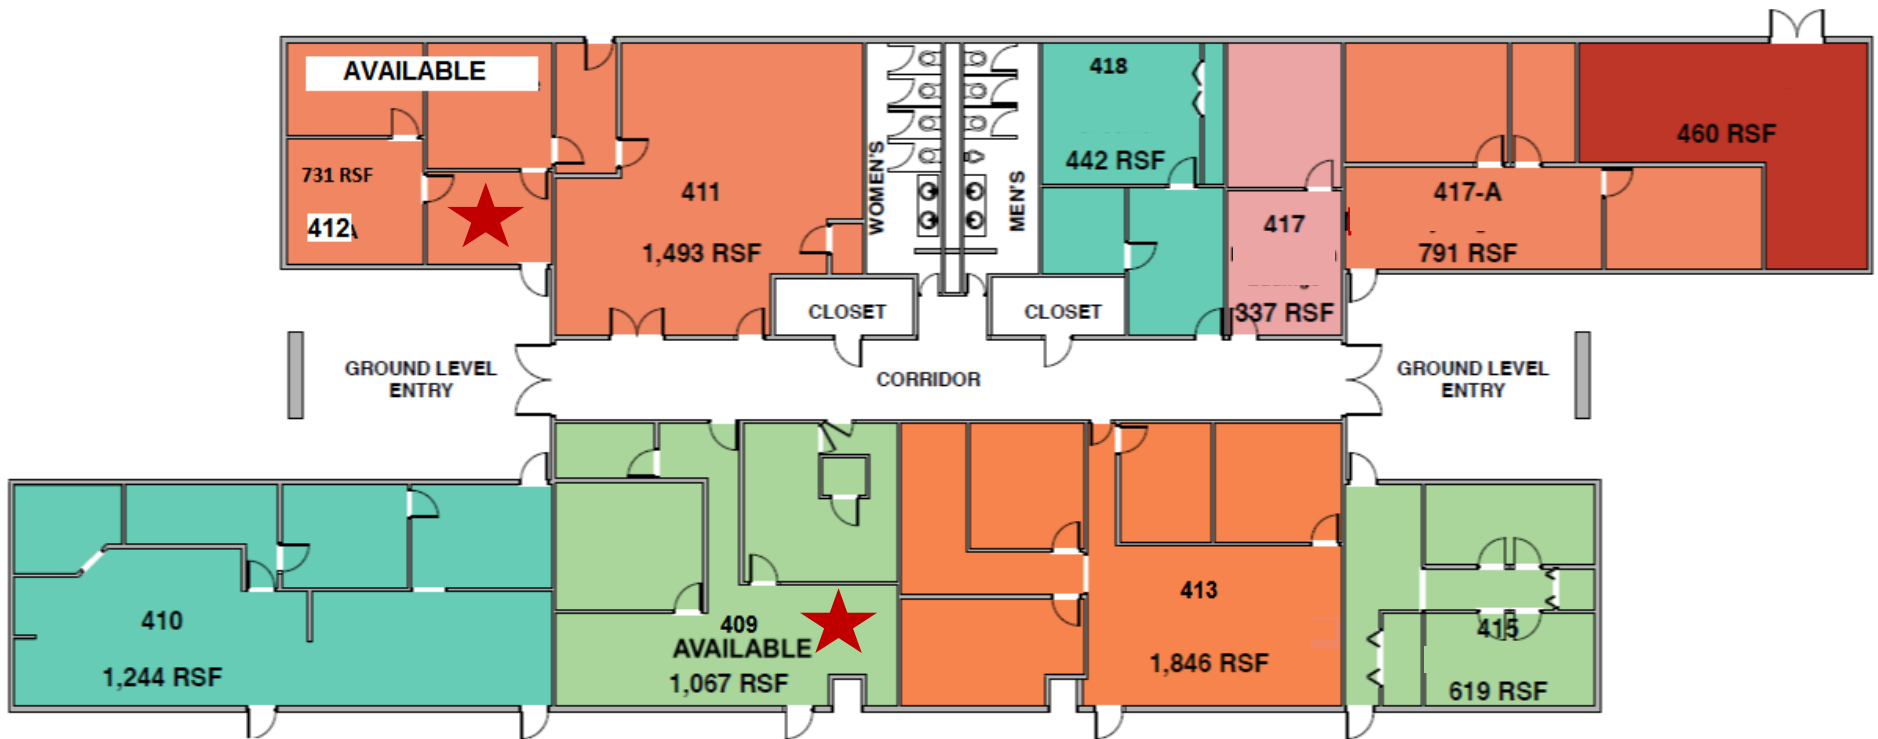 AVAILABLE
731 RSF
412
411
1,493 RSF
WOMEN'S
MEN'S
418
442 RSF
417
337 RSF
417-A
791 RSF
460 RSF
CLOSET
CLOSET
GROUND LEVEL
ENTRY
CORRIDOR
GROUND LEVEL
ENTRY
410
1,244 RSF
409
AVAILABLE
1,067 RSF
413
1,846 RSF
415
619 RSF